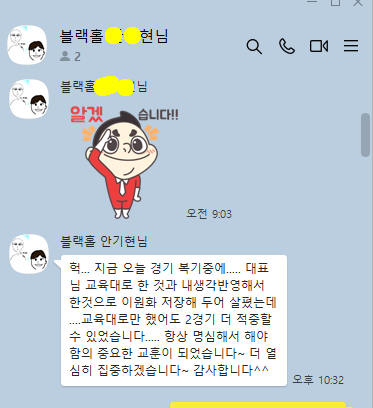 블랙홀 현님
2
블랙홀 님
알겠습니다!!
오전 9:03
블랙홀 안기현님
헉... 지금 오늘 경기 복기중에..... 대표
님 교육대로 한 것과 내생각반영해서
한것으로 이원화 저장해 두어 살폈는데
....교육대로만 했어도 2경기 더 적중할
수 있었습니다..... 항상 명심해서 해야
함의 중요한 교훈이 되었습니다~ 더 열
심히 집중하겠습니다~ 감사합니다^^
오후 10:32